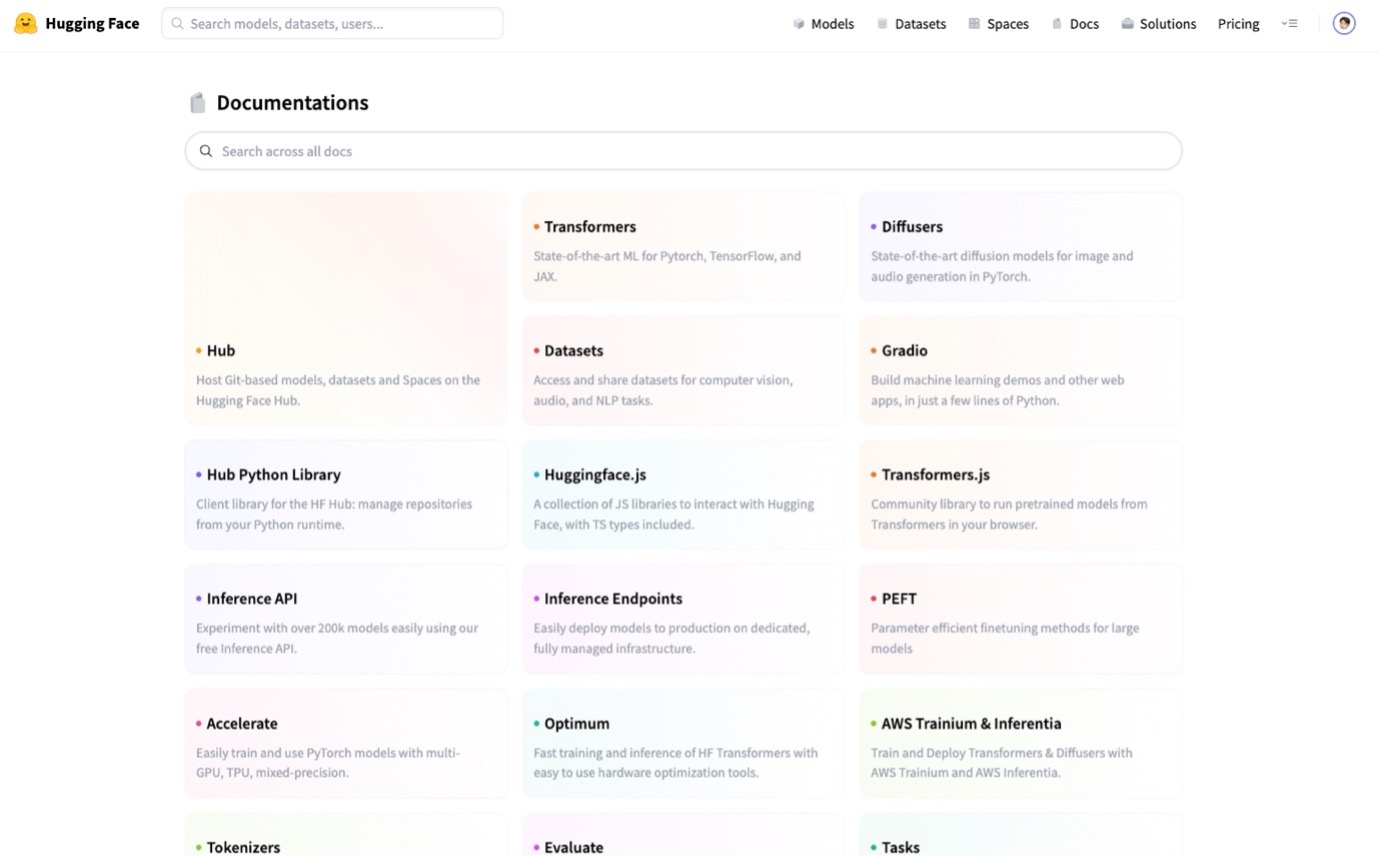 Hugging Face
Search models, datasets, users...
Models
Datasets
Spaces
Docs
Solutions
Pricing
Documentations
Search across all docs
Hub
Host Git-based models, datasets and Spaces on the
Hugging Face Hub.
Transformers
State-of-the-art ML for Pytorch, TensorFlow, and
JAX.
Diffusers
State-of-the-art diffusion models for image and
audio generation in PyTorch.
Datasets
Access and share datasets for computer vision,
audio, and NLP tasks.
Gradio
Build machine learning demos and other web
apps, in just a few lines of Python.
Hub Python Library
Client library for the HF Hub: manage repositories
from your Python runtime.
Huggingface.js
A collection of JS libraries to interact with Hugging
Face, with TS types included.
Transformers.js
Community library to run pretrained models from
Transformers in your browser.
Inference API
Experiment with over 200k models easily using our
free Inference API.
Inference Endpoints
Easily deploy models to production on dedicated,
fully managed infrastructure.
PEFT
Parameter efficient finetuning methods for large
models
Accelerate
Easily train and use PyTorch models with multi-
GPU, TPU, mixed-precision.
Optimum
Fast training and inference of HF Transformers with
easy to use hardware optimization tools.
AWS Trainium & Inferentia
Train and Deploy Transformers & Diffusers with
AWS Trainium and AWS Inferentia.
Tokenizers
Evaluate
Tasks